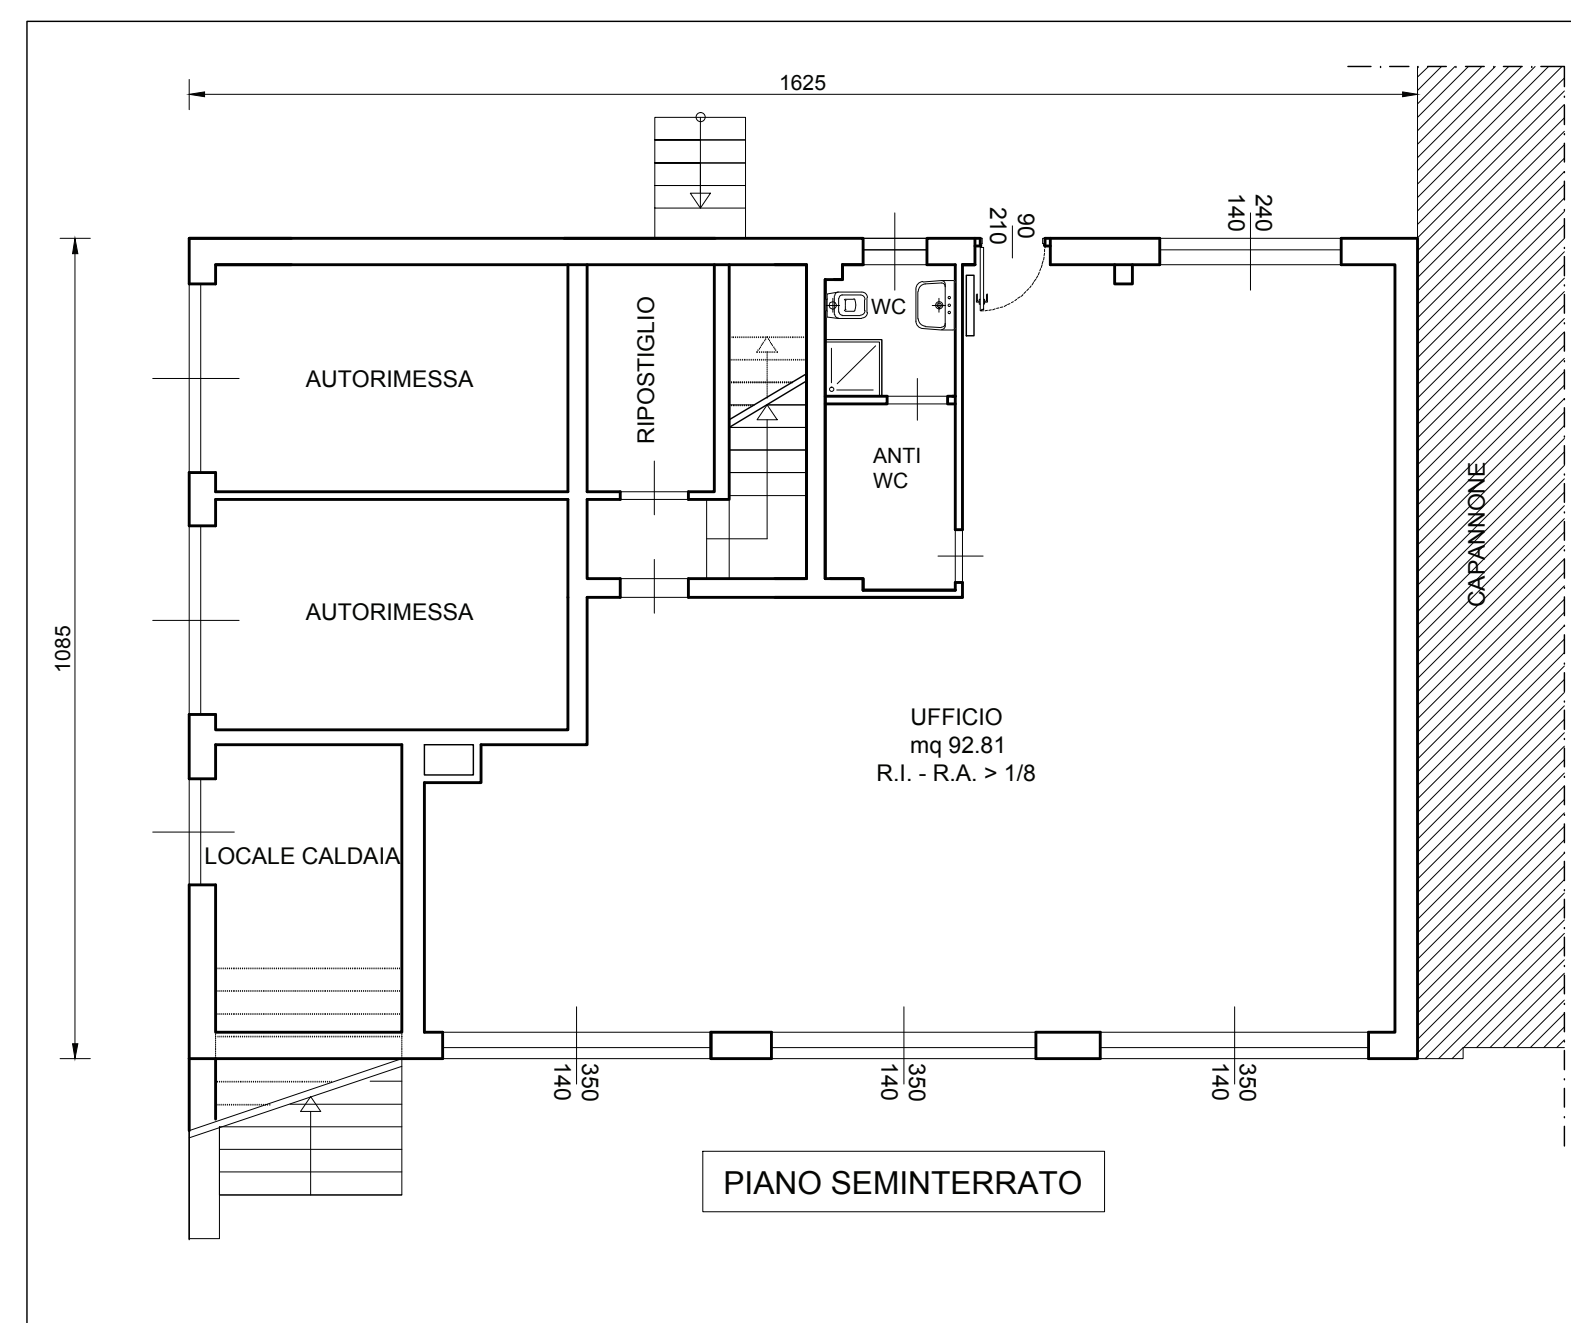 1625
90
210
240
140
WC
AUTORIMESSA
RIPOSTIGLIO
ANTI
WC
CAPANNONE
AUTORIMESSA
1085
UFFICIO
mq 92.81
R.I. - R.A. > 1/8
LOCALE CALDAIA
350
140
350
140
350
140
PIANO SEMINTERRATO